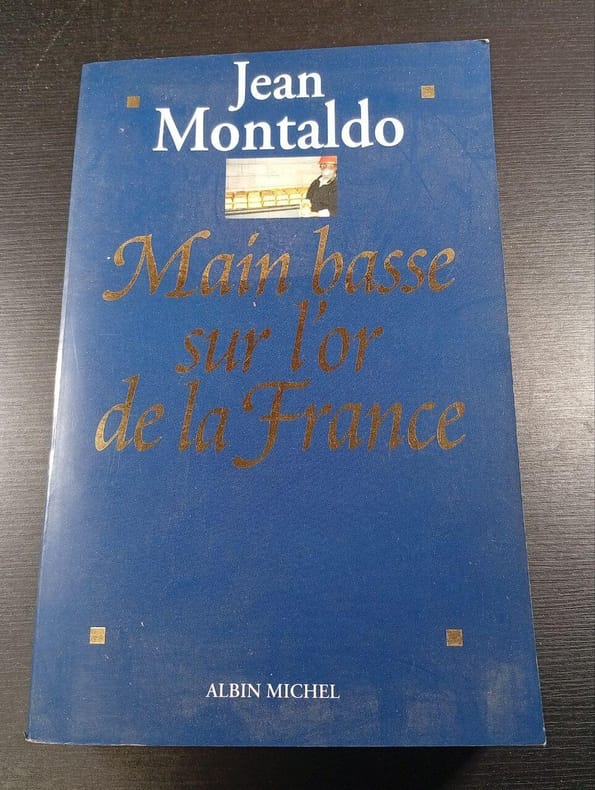 Jean
Montaldo
Main basse
sur l'or
de la France
ALBIN MICHEL